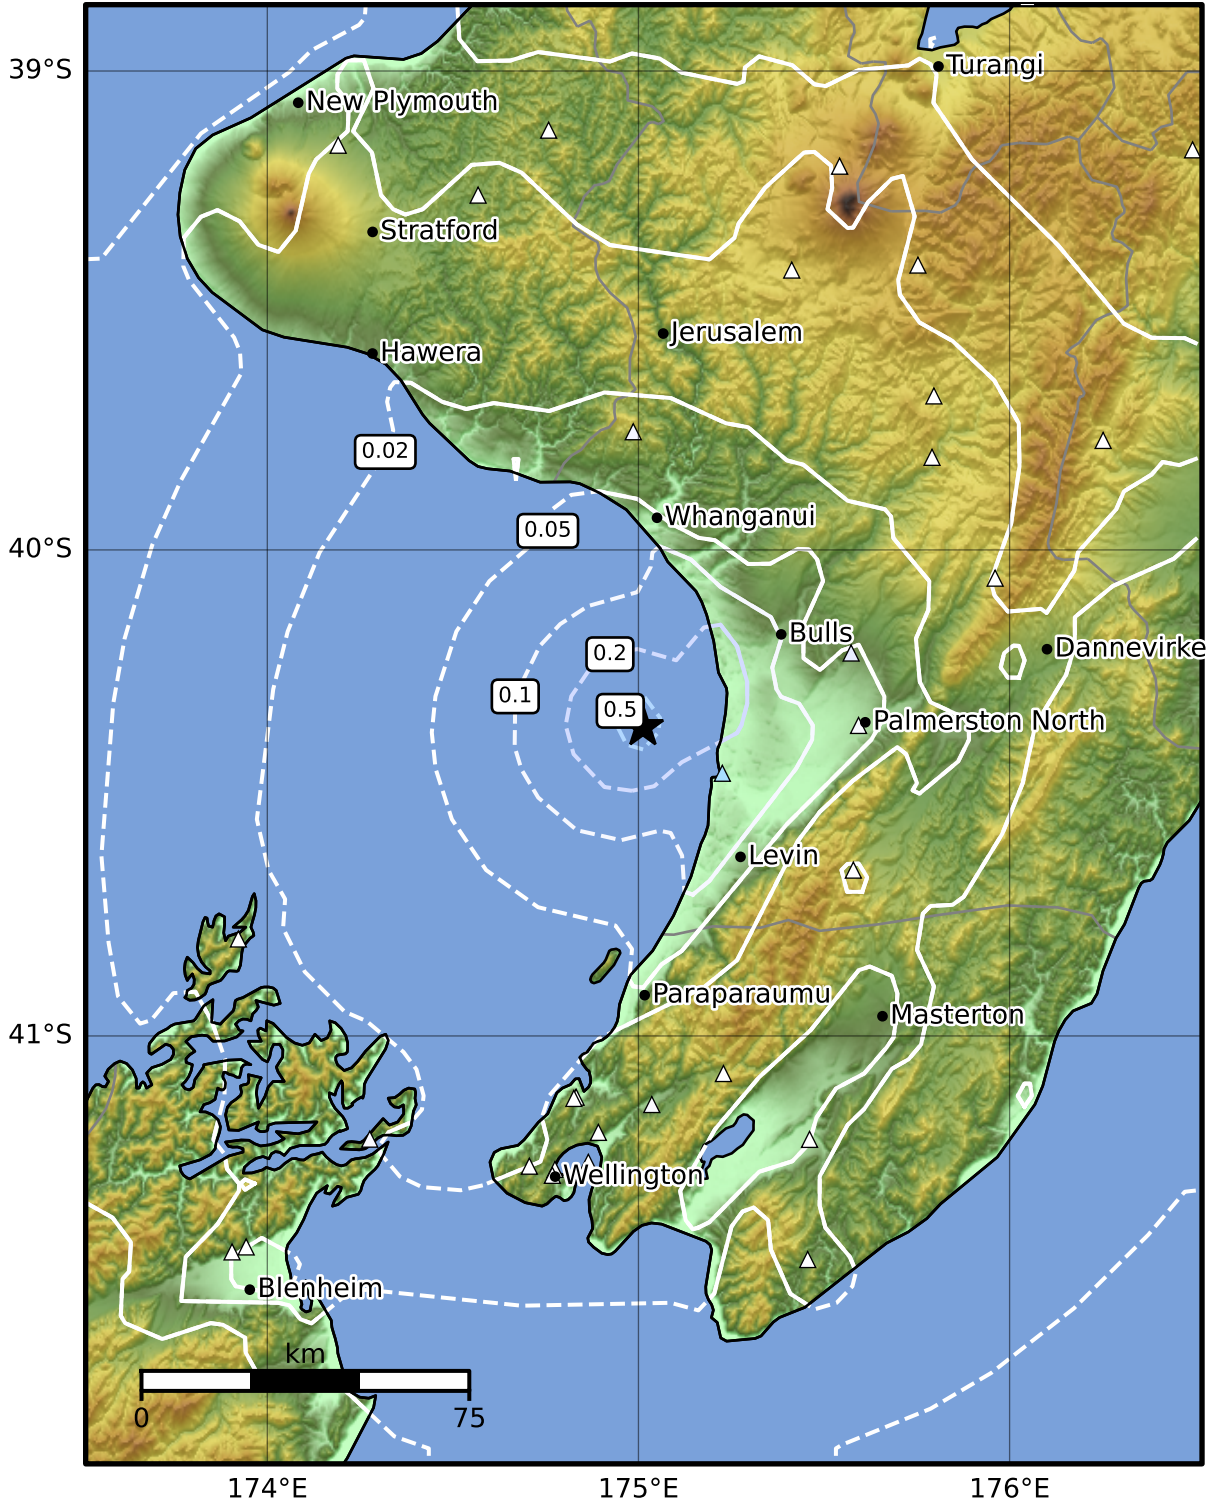 39°S
Turangi
New Plymouth
Stratford
Jerusalem
Hawera
0.02
Whanganui
0.05
40°S
Bulls
Dannevirke
0.2
0.1
0.5
Palmerston North
Levin
Paraparaumu
Masterton
41°S
Wellington
Blenheim
km
0
75
174°E
175°E
176°E